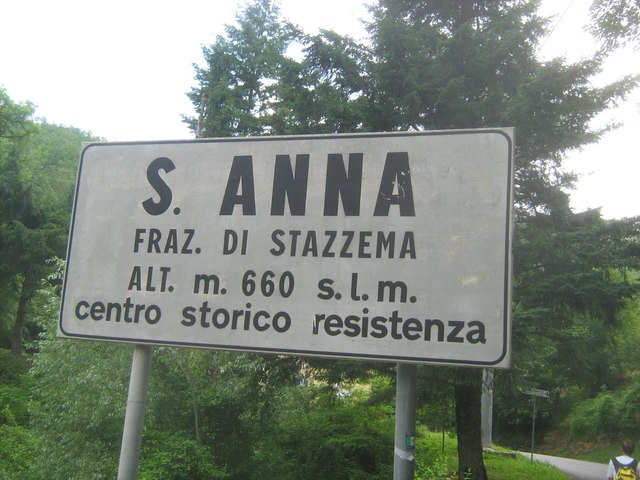 S. ANNA
FRAZ. DI STAZZEMA
ALT. m. 660 s.l.m.
centro storico resistenza